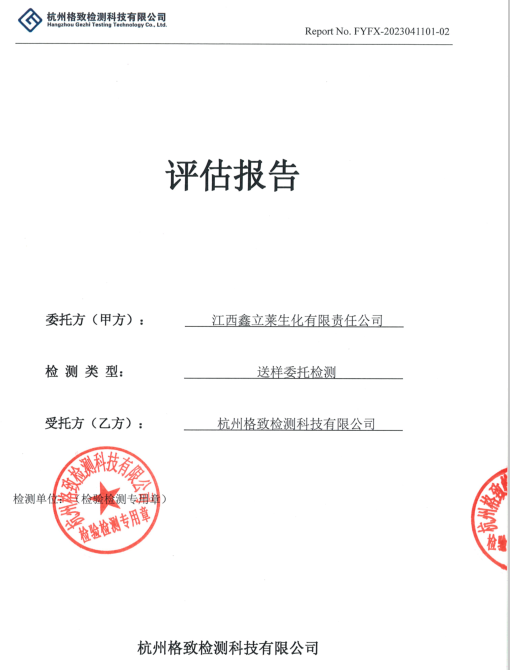 杭州格致检测科技有限公司
Hangzhou Gezhi Testing Technology Co., Ltd.
Report No. FYFX-2023041101-02
评估报告
委托方（甲方）： 江西鑫立莱生化有限责任公司
检 测 类 型： 送样委托检测
受托方（乙方）： 杭州格致检测科技有限公司
检测单位：（检验检测专用章）
杭州格致检测科技有限公司
检验检测专用章
杭州格致
检验
杭州格致检测科技有限公司